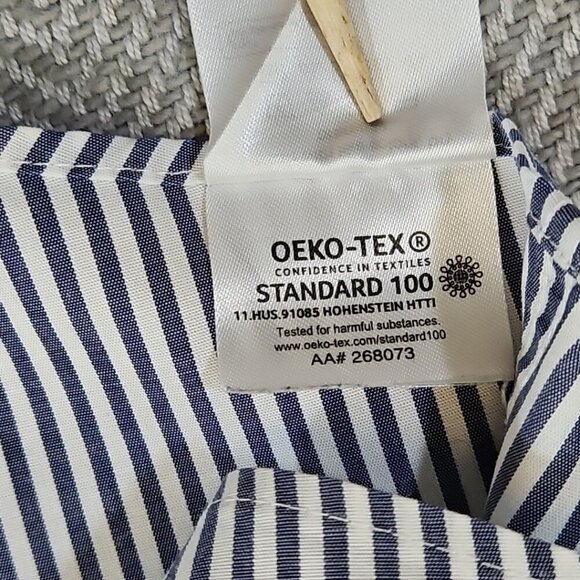 OEKO-TEX®
CONFIDENCE IN TEXTILES
STANDARD 100
11.HUS.91085 HOHENSTEIN HTTI
Tested for harmful substances.
www.oeko-tex.com/standard100
AA# 268073